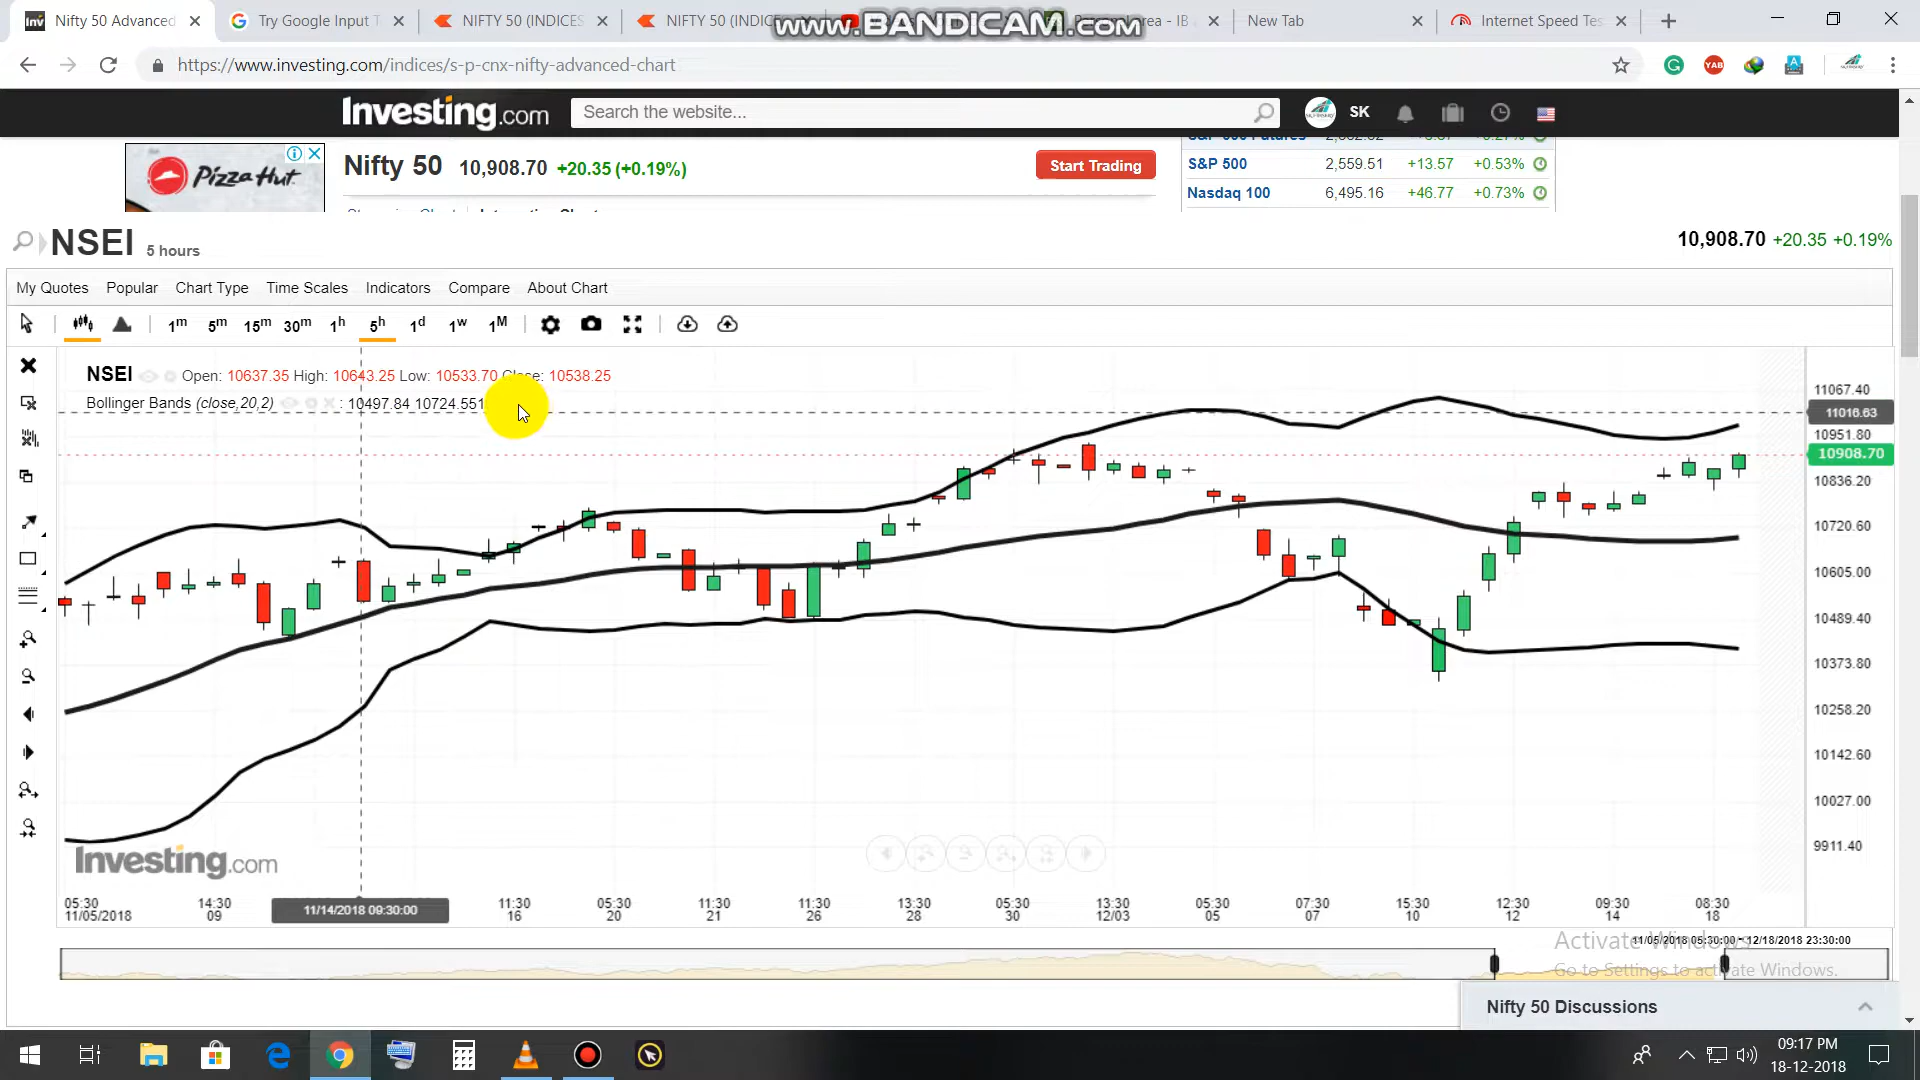 Nifty 50 Advanced
Try Google Input T
NIFTY 50 (INDICES
NIFTY 50 (INDIC
www.BANDICAM.com
area - IB
New Tab
Internet Speed Tes
https://www.investing.com/indices/s-p-cnx-nifty-advanced-chart
YAB
Investing.com
Search the website...
SK
Pizza Hut
Nifty 50 10,908.70 +20.35 (+0.19%)
Start Trading
S&P 500 2,559.51 +13.57 +0.53%
Nasdaq 100 6,495.16 +46.77 +0.73%
NSEI 5 hours
10,908.70 +20.35 +0.19%
My Quotes Popular Chart Type Time Scales Indicators Compare About Chart
1m 5m 15m 30m 1h 5h 1d 1w 1M
NSEI Open: 10637.35 High: 10643.25 Low: 10533.70 Close: 10538.25
Bollinger Bands (close,20,2) : 10497.84 10724.551
11067.40
11016.63
10951.80
10908.70
10836.20
10720.60
10605.00
10489.40
10373.80
10258.20
10142.60
10027.00
9911.40
Investing.com
05:30 14:30 11:30 05:30 11:30 11:30 13:30 05:30 13:30 05:30 07:30 15:30 12:30 09:30 08:30
11/05/2018 09 11/14/2018 09:30:00 16 20 21 26 28 30 12/03 05 07 10 12 14 18
11/05/2018 05:30:00 - 12/18/2018 23:30:00
Activate Windows
Go to Settings to activate Windows.
Nifty 50 Discussions
09:17 PM
18-12-2018